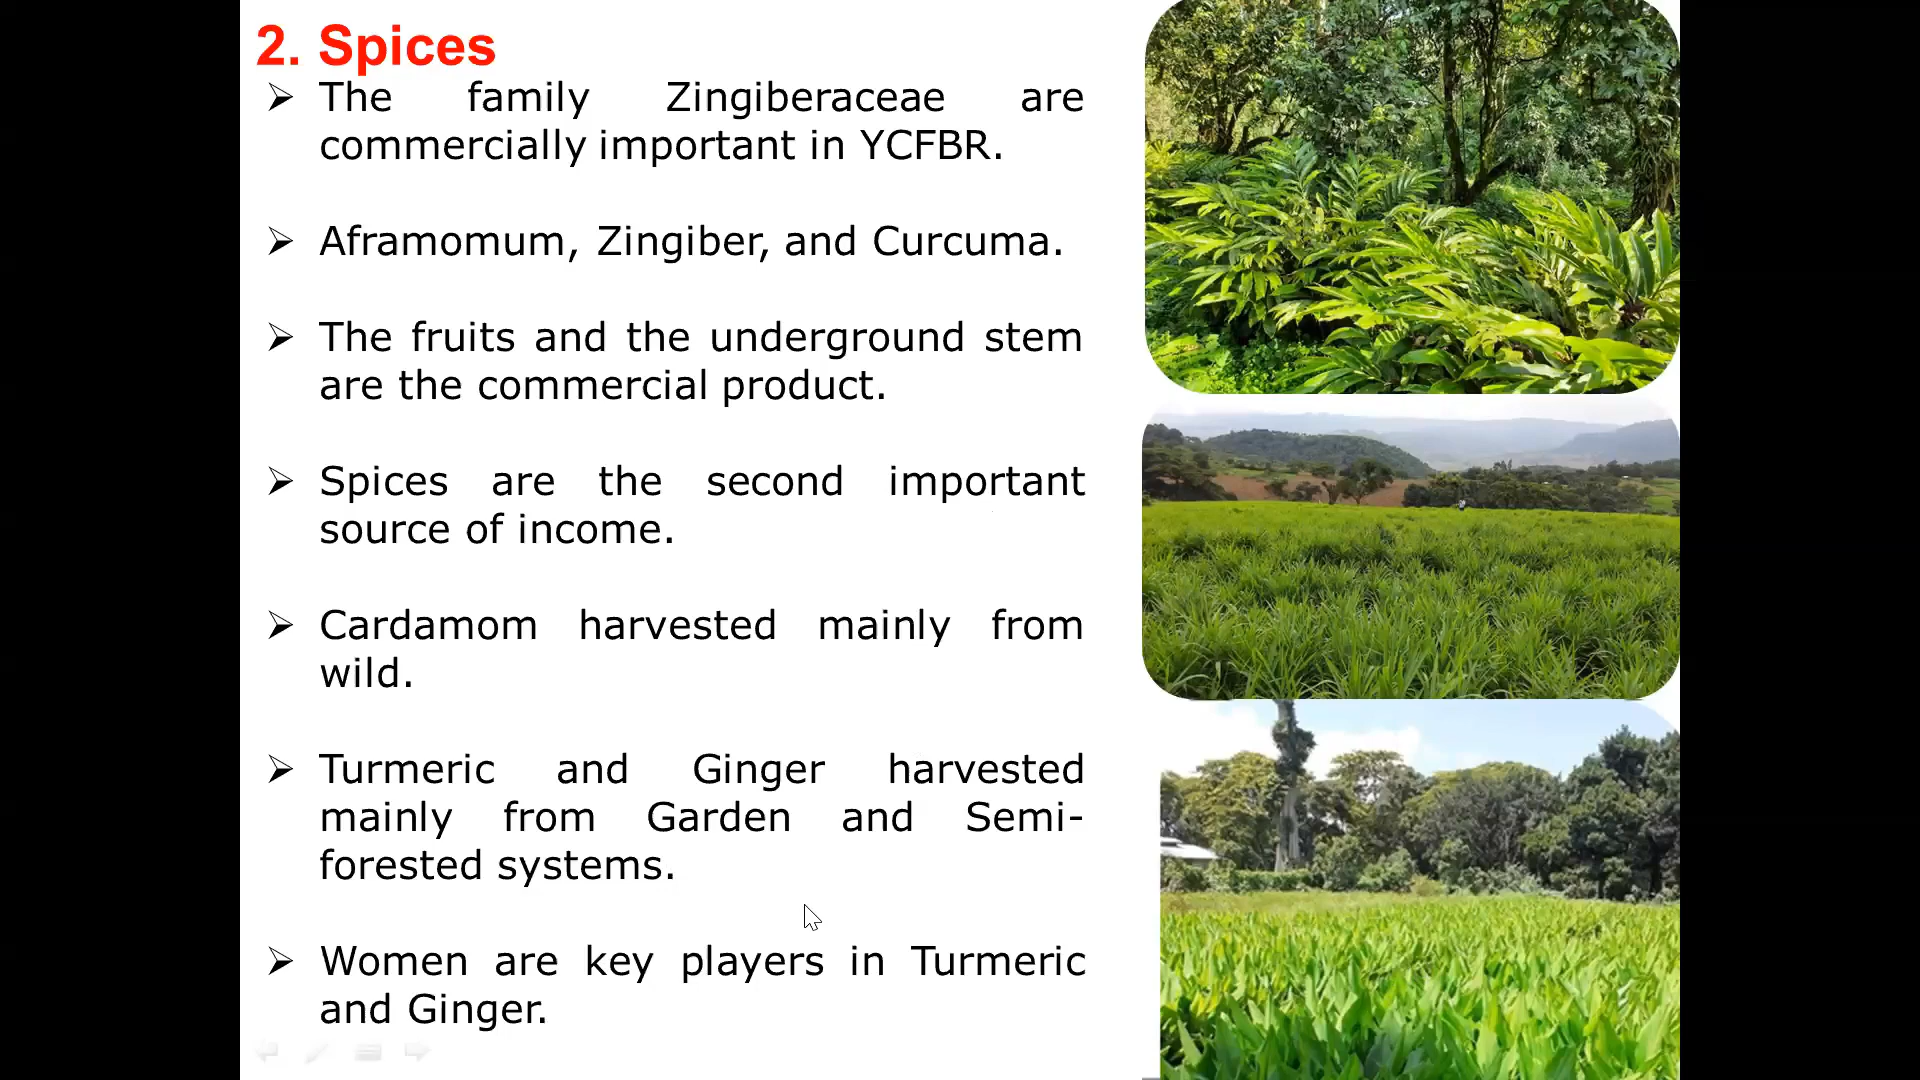 2. Spices
➢ The family Zingiberaceae are
commercially important in YCFBR.
➢ Aframomum, Zingiber, and Curcuma.
➢ The fruits and the underground stem
are the commercial product.
➢ Spices are the second important
source of income.
➢ Cardamom harvested mainly from
wild.
➢ Turmeric and Ginger harvested
mainly from Garden and Semi-
forested systems.
➢ Women are key players in Turmeric
and Ginger.